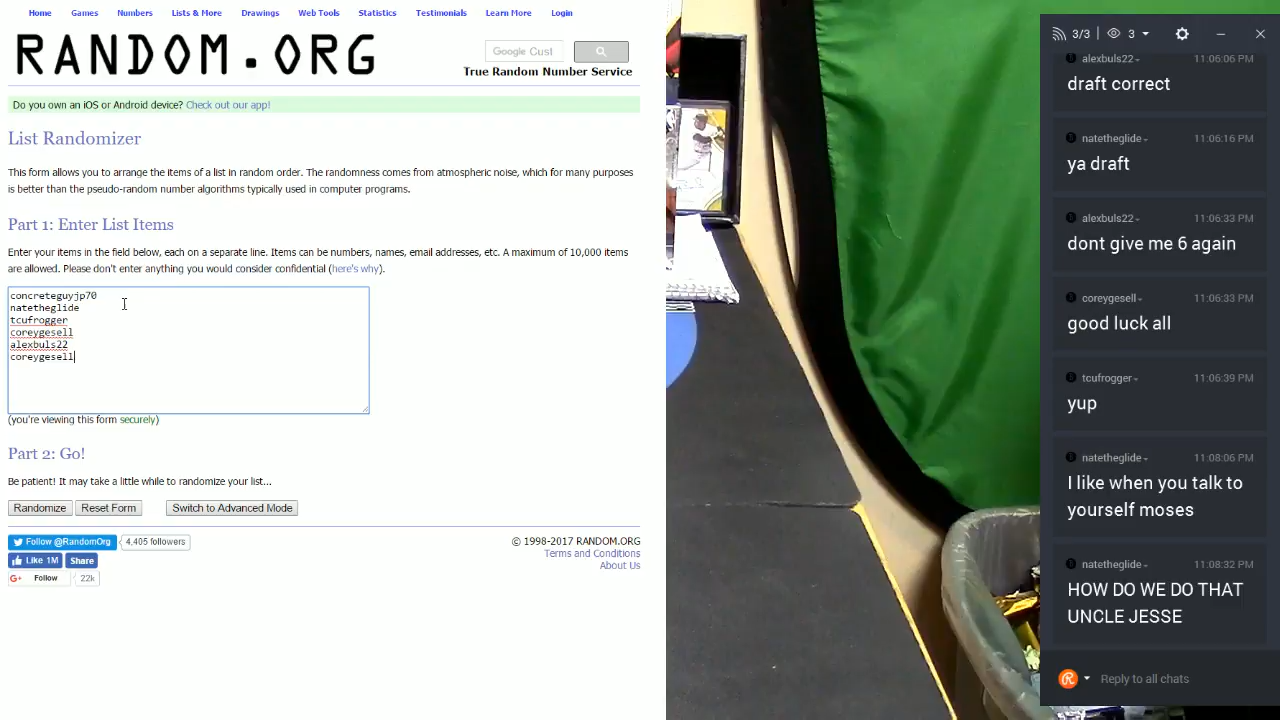 Home Games Numbers Lists & More Drawings Web Tools Statistics Testimonials Learn More Login
RANDOM.ORG
Google Cust
True Random Number Service
Do you own an iOS or Android device? Check out our app!
List Randomizer
This form allows you to arrange the items of a list in random order. The randomness comes from atmospheric noise, which for many purposes
is better than the pseudo-random number algorithms typically used in computer programs.
Part 1: Enter List Items
Enter your items in the field below, each on a separate line. Items can be numbers, names, email addresses, etc. A maximum of 10,000 items
are allowed. Please don't enter anything you would consider confidential (here's why).
concreteguyjp70
natetheglide
tcufrogger
coreygesell
alexbuls22
coreygesell
(you're viewing this form securely)
Part 2: Go!
Be patient! It may take a little while to randomize your list...
Randomize Reset Form Switch to Advanced Mode
Follow @RandomOrg 4,405 followers
Like 1M Share
G+ Follow 22k
© 1998-2017 RANDOM.ORG
Terms and Conditions
About Us
3/3 | 3
alexbuls22 11:06:06 PM
draft correct
natetheglide 11:06:16 PM
ya draft
alexbuls22 11:06:33 PM
dont give me 6 again
coreygesell 11:06:33 PM
good luck all
tcufrogger 11:06:39 PM
yup
natetheglide 11:08:06 PM
I like when you talk to
yourself moses
natetheglide 11:08:32 PM
HOW DO WE DO THAT
UNCLE JESSE
Reply to all chats